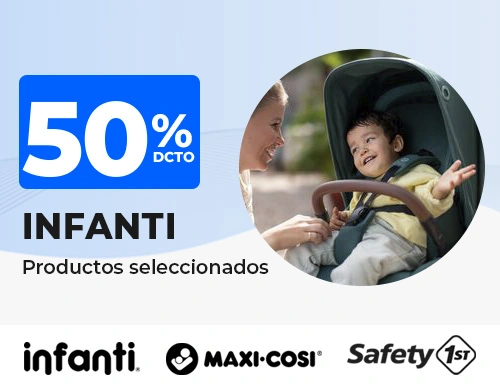 50%
DCTO
INFANTI
Productos seleccionados
infanti®
MAXI-COSI®
Safety 1ST